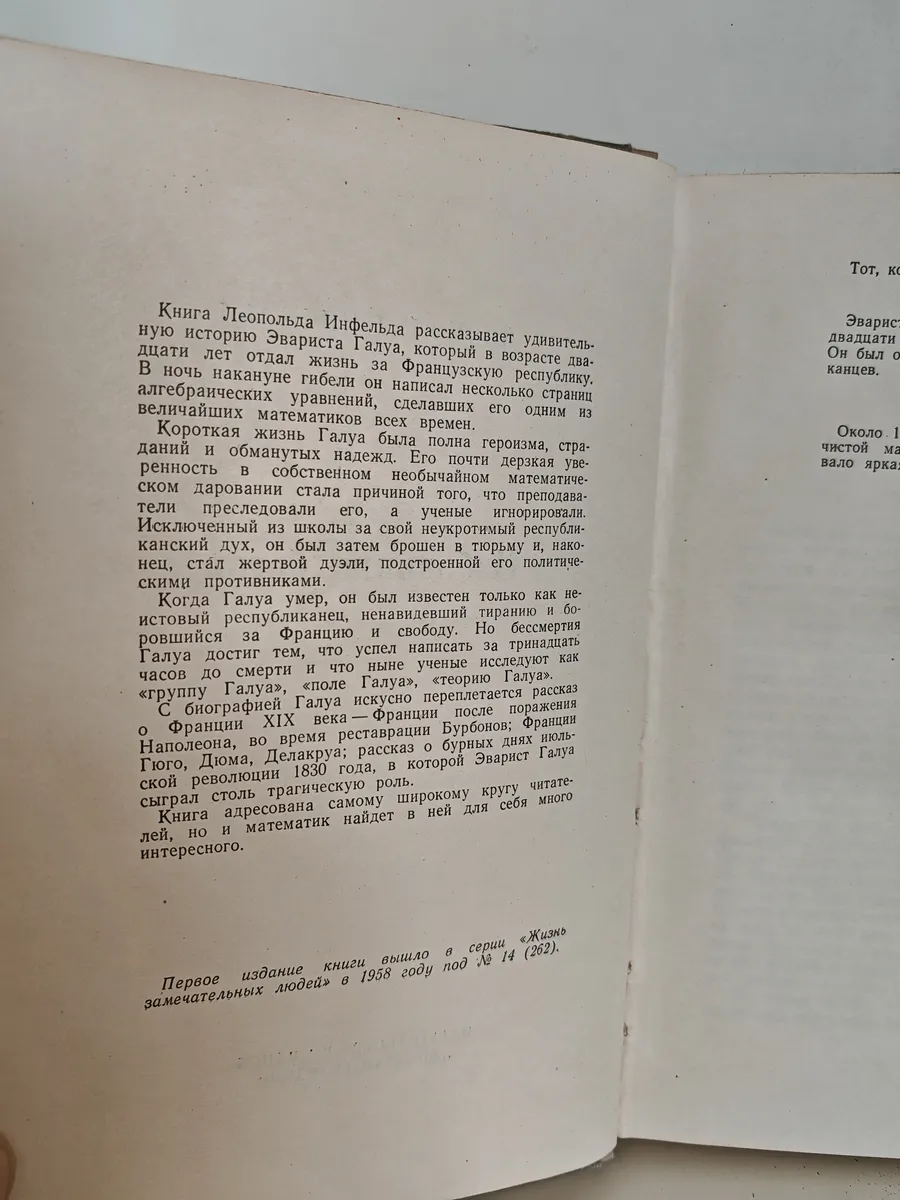 Книга Леопольда Инфельда рассказывает удивитель-
ную историю Эвариста Галуа, который в возрасте два-
дцати лет отдал жизнь за Французскую республику.
В ночь накануне гибели он написал несколько страниц
алгебраических уравнений, сделавших его одним из
величайших математиков всех времен.
Короткая жизнь Галуа была полна героизма, стра-
даний и обманутых надежд. Его почти дерзкая уве-
ренность в собственном необычайном математиче-
ском даровании стала причиной того, что преподава-
тели преследовали его, а ученые игнорировали.
Исключенный из школы за свой неукротимый республи-
канский дух, он был затем брошен в тюрьму и, нако-
нец, стал жертвой дуэли, подстроенной его политиче-
скими противниками.
Когда Галуа умер, он был известен только как не-
истовый республиканец, ненавидевший тиранию и бо-
ровшийся за Францию и свободу. Но бессмертия
Галуа достиг тем, что успел написать за тринадцать
часов до смерти и что ныне ученые исследуют как
«группу Галуа», «поле Галуа», «теорию Галуа».
С биографией Галуа искусно переплетается рассказ
о Франции XIX века — Франции после поражения
Наполеона, во время реставрации Бурбонов; Франции
Гюго, Дюма, Делакруа; рассказ о бурных днях июль-
ской революции 1830 года, в которой Эварист Галуа
сыграл столь трагическую роль.
Книга адресована самому широкому кругу читате-
лей, но и математик найдет в ней для себя много
интересного.
Первое издание книги вышло в серии «Жизнь
замечательных людей» в 1958 году под № 14 (262).
Тот,
Эварист
двадцати
Он был
канцев.
Около
чистой
вало